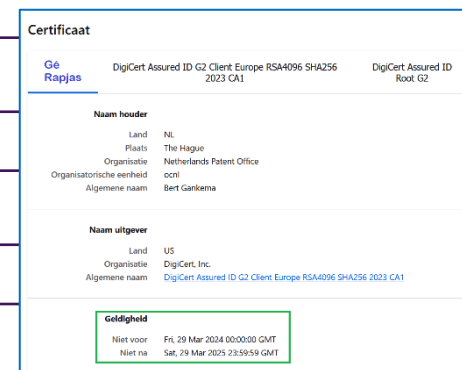 Certificaat
Gé
Rapjas
DigiCert Assured ID G2 Client Europe RSA4096 SHA256
2023 CA1
DigiCert Assured ID
Root G2
Naam houder
Land NL
Plaats The Hague
Organisatie Netherlands Patent Office
Organisatorische eenheid ocnl
Algemene naam Bert Gankema
Naam uitgever
Land US
Organisatie DigiCert, Inc.
Algemene naam DigiCert Assured ID G2 Client Europe RSA4096 SHA256 2023 CA1
Geldigheid
Niet voor Fri, 29 Mar 2024 00:00:00 GMT
Niet na Sat, 29 Mar 2025 23:59:59 GMT